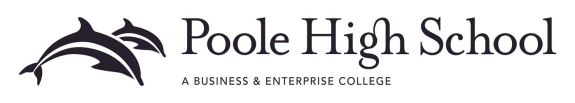 Poole High School
A BUSINESS & ENTERPRISE COLLEGE